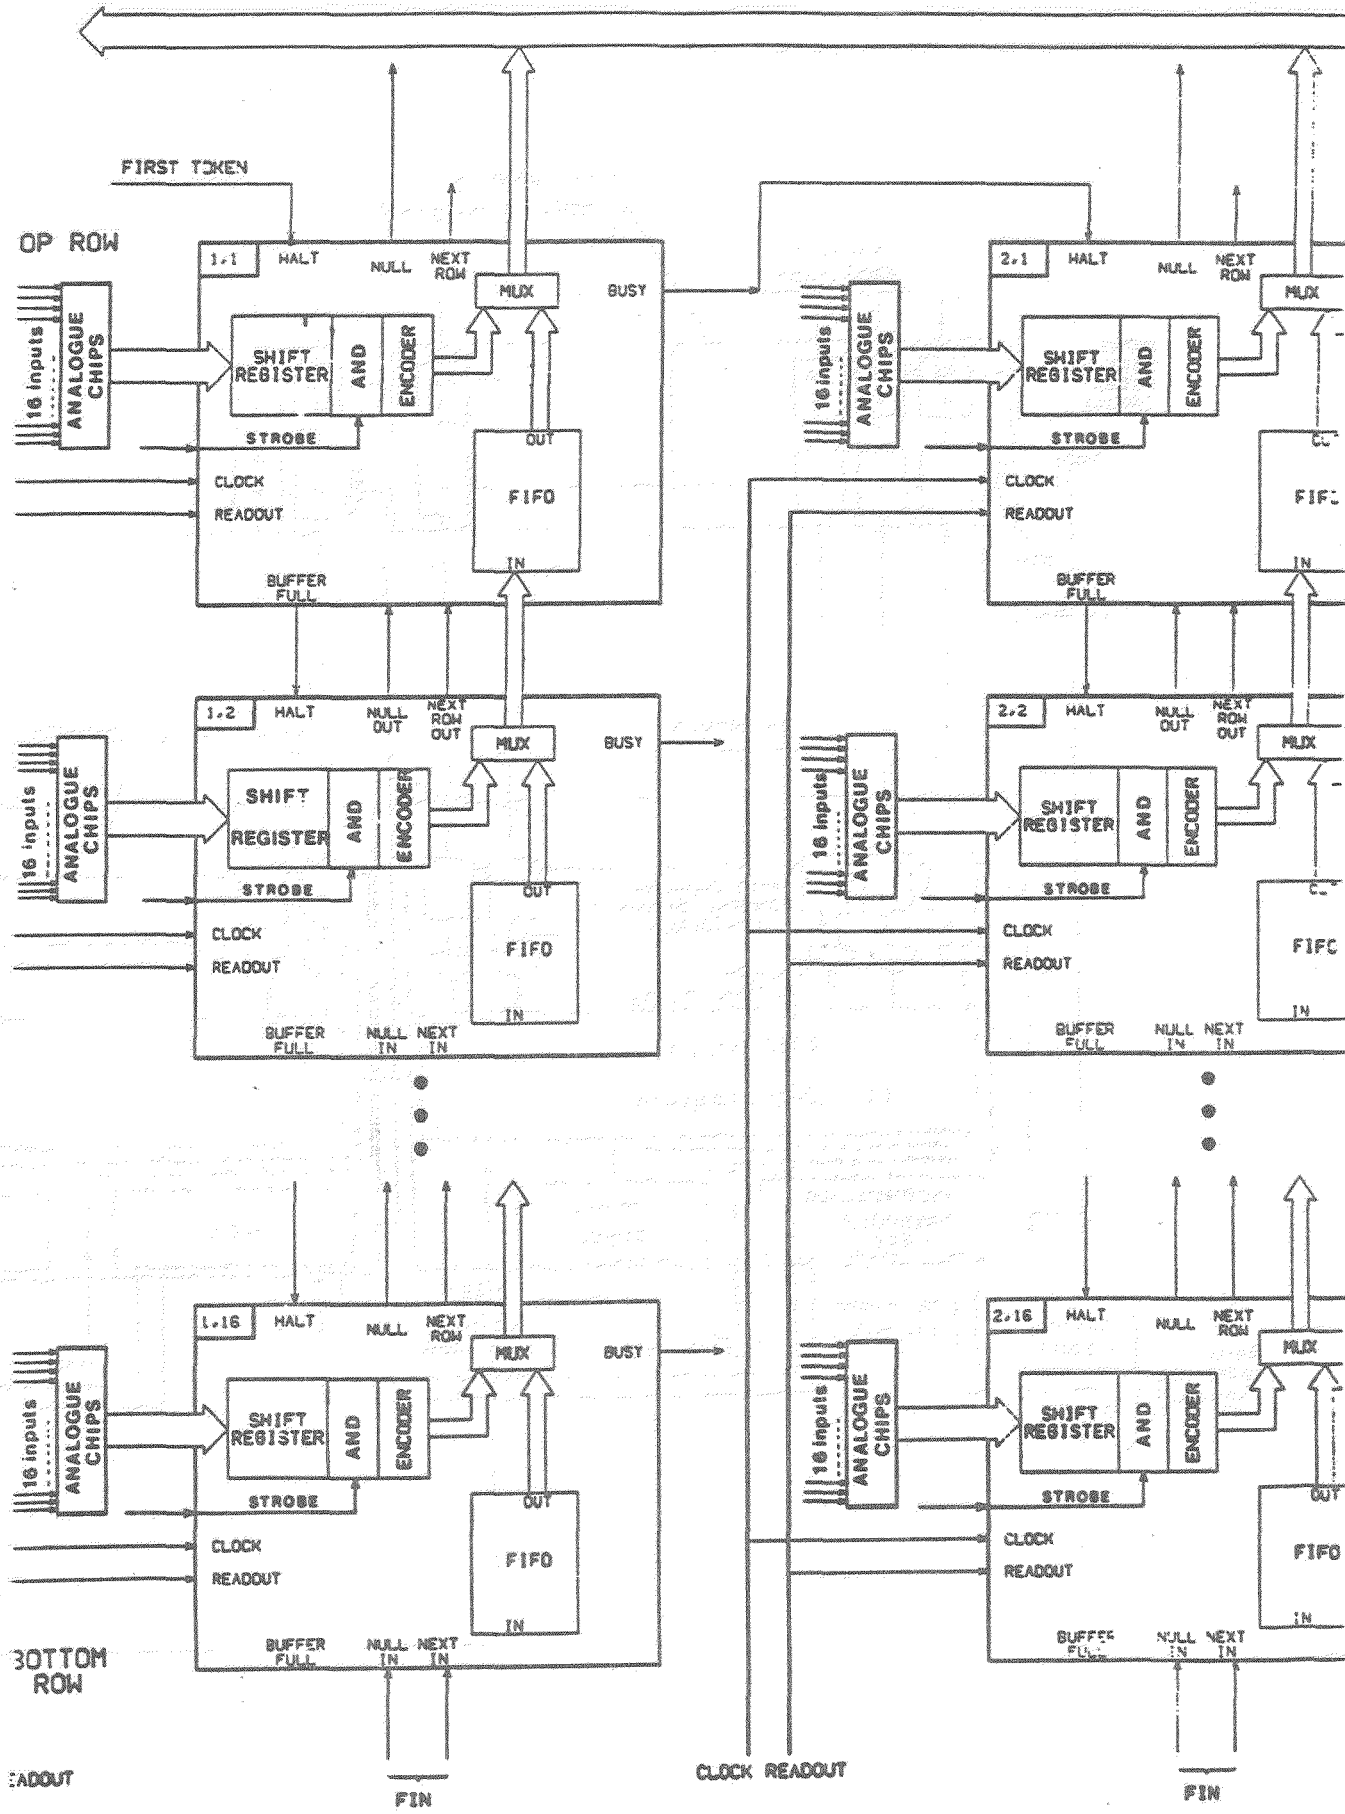 FIRST TOKEN
OP ROW
1,1
HALT
NULL
NEXT
ROW
MUX
BUSY
16 inputs
ANALOGUE
CHIPS
SHIFT
REGISTER
AND
ENCODER
STROBE
OUT
FIFO
IN
CLOCK
READOUT
BUFFER
FULL
2,1
HALT
NULL
NEXT
ROW
MUX
16 inputs
ANALOGUE
CHIPS
SHIFT
REGISTER
AND
ENCODER
STROBE
IN
CLOCK
READOUT
BUFFER
FULL
1,2
HALT
NULL
OUT
NEXT
ROW
OUT
MUX
BUSY
16 inputs
ANALOGUE
CHIPS
SHIFT
REGISTER
AND
ENCODER
STROBE
OUT
FIFO
IN
CLOCK
READOUT
BUFFER
FULL
NULL
IN
NEXT
IN
2,2
HALT
NULL
OUT
NEXT
ROW
OUT
MUX
16 inputs
ANALOGUE
CHIPS
SHIFT
REGISTER
AND
ENCODER
STROBE
FIFO
IN
CLOCK
READOUT
BUFFER
FULL
NULL
IN
NEXT
IN
1,16
HALT
NULL
NEXT
ROW
MUX
BUSY
16 inputs
ANALOGUE
CHIPS
SHIFT
REGISTER
AND
ENCODER
STROBE
OUT
FIFO
IN
CLOCK
READOUT
BUFFER
FULL
NULL
IN
NEXT
IN
2,16
HALT
NULL
NEXT
ROW
MUX
16 inputs
ANALOGUE
CHIPS
SHIFT
REGISTER
AND
ENCODER
STROBE
OUT
FIFO
IN
CLOCK
READOUT
BUFFER
FULL
NULL
IN
NEXT
IN
BOTTOM
ROW
EADOUT
FIN
CLOCK READOUT
FIN